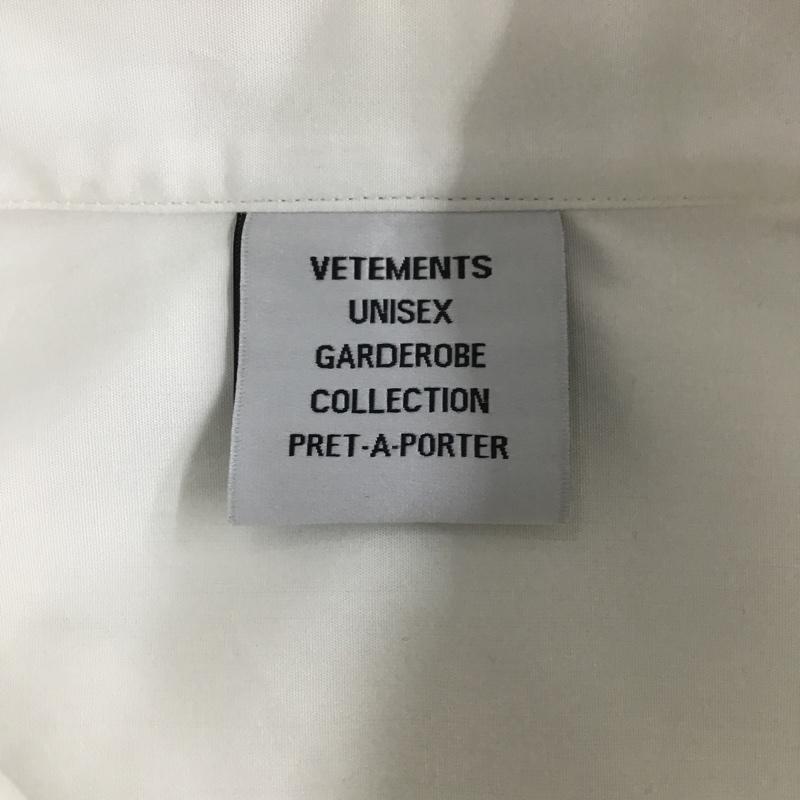 VETEMENTS
UNISEX
GARDEROBE
COLLECTION
PRET-A-PORTER